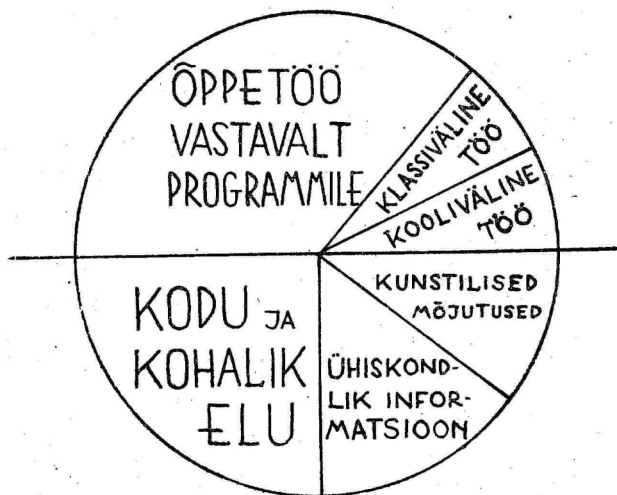 ÕPPETÖÖ
VASTAVALT
PROGRAMMILE
KLASSIVÄLINE
TÖÖ
KOOLIVÄLINE
TÖÖ
KUNSTILISED
MÕJUTUSED
ÜHISKOND-
LIK INFOR-
MATSIOON
KODU JA
KOHALIK
ELU